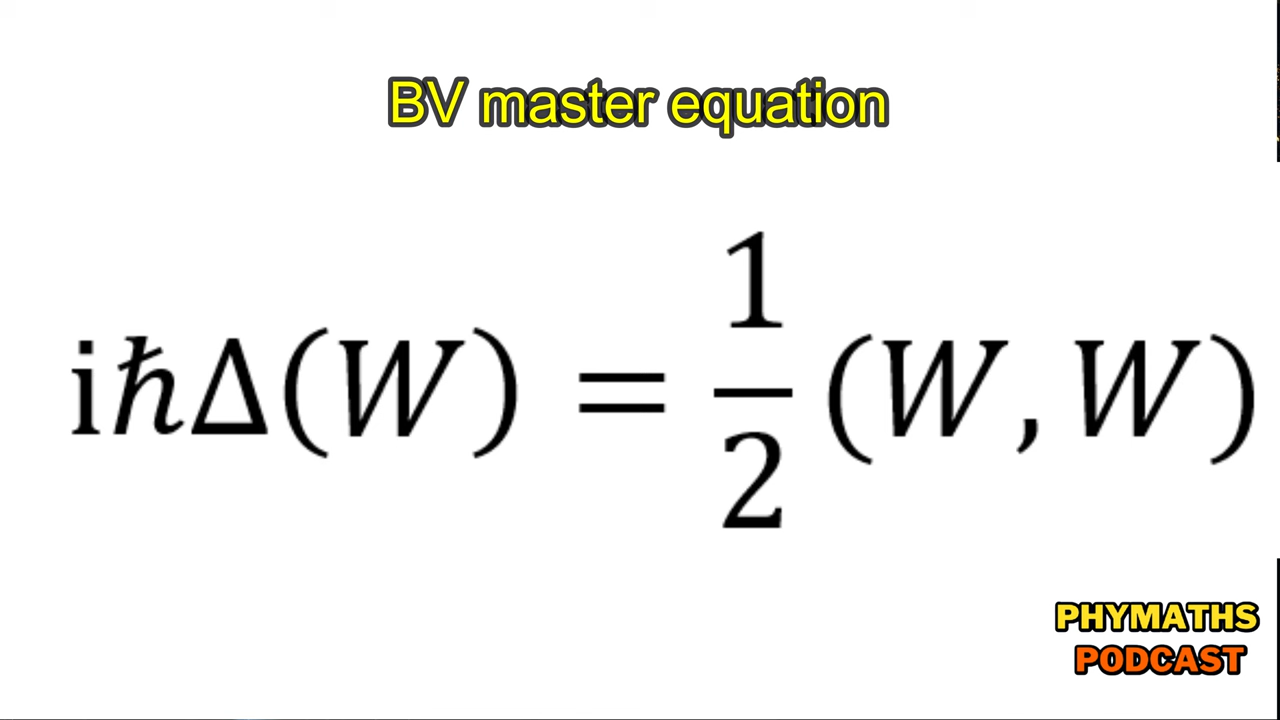 BV master equation
iħΔ(W) = 1/2 (W, W)
PHYMATHS
PODCAST